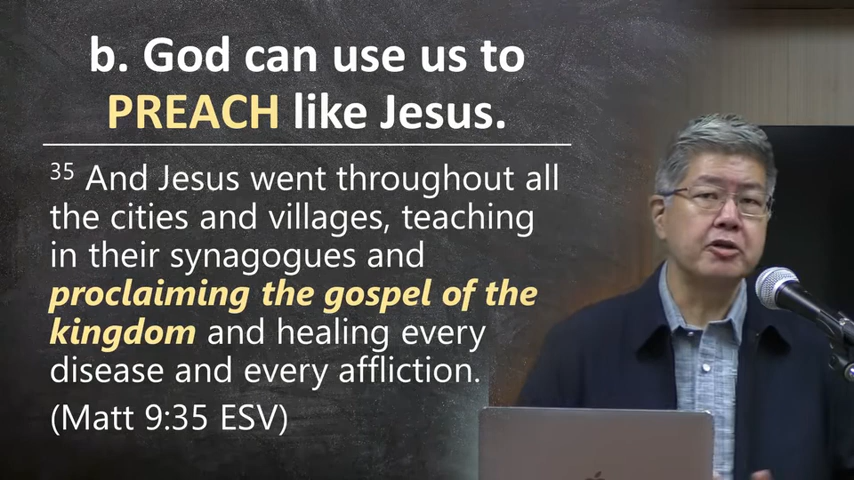 b. God can use us to
PREACH like Jesus.
35 And Jesus went throughout all
the cities and villages, teaching
in their synagogues and
proclaiming the gospel of the
kingdom and healing every
disease and every affliction.
(Matt 9:35 ESV)